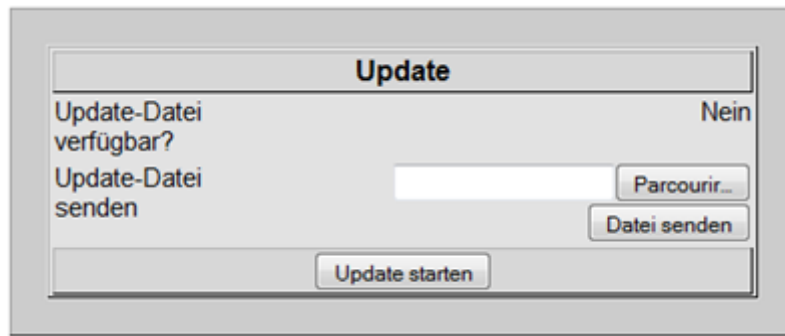 Update
Update-Datei
verfügbar?
Nein
Update-Datei
senden
Parcourir...
Datei senden
Update starten